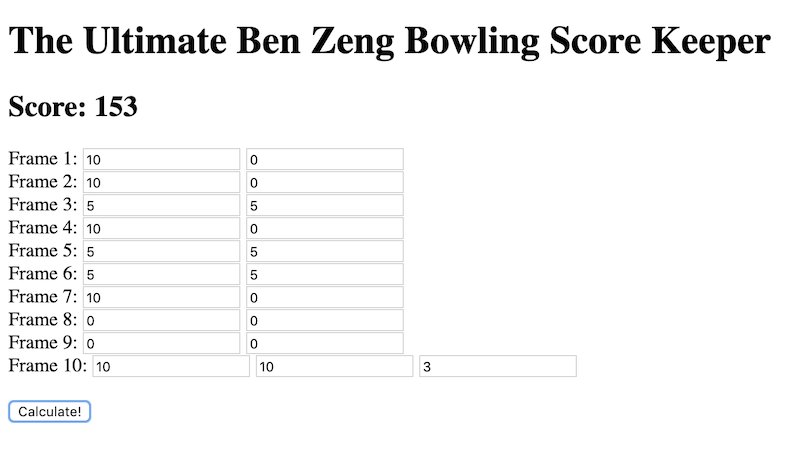 The Ultimate Ben Zeng Bowling Score Keeper
Score: 153
Frame 1: 10 0
Frame 2: 10 0
Frame 3: 5 5
Frame 4: 10 0
Frame 5: 5 5
Frame 6: 5 5
Frame 7: 10 0
Frame 8: 0 0
Frame 9: 0 0
Frame 10: 10 10 3
Calculate!